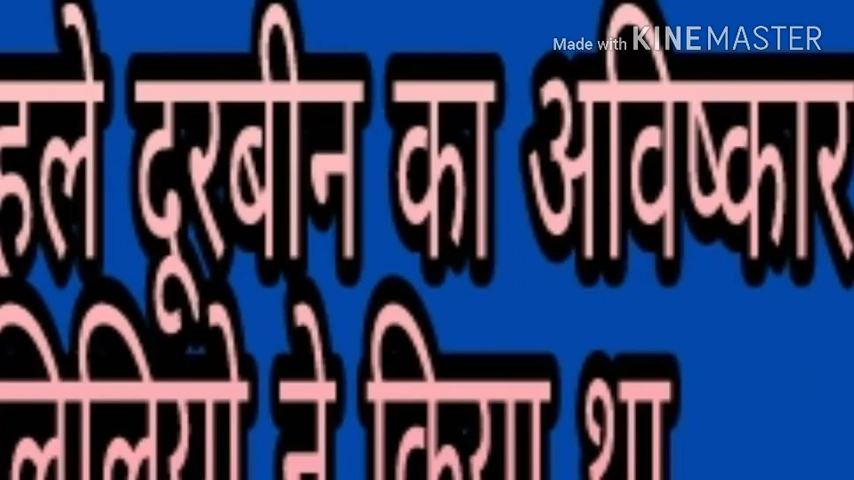 Made with KINEMASTER
हले दूरबीन का अविष्कार
लिलियो ने किया था